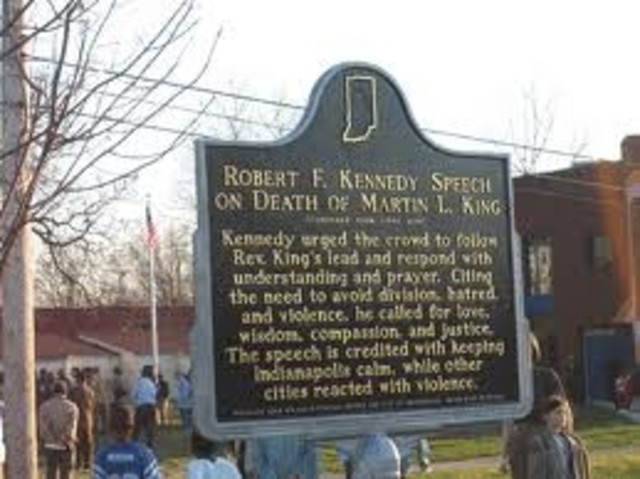 ROBERT F. KENNEDY SPEECH
ON DEATH OF MARTIN L. KING
Kennedy urged the crowd to follow
Rev. King's lead and respond with
understanding and prayer. Citing
the need to avoid division, hatred,
and violence, he called for love,
wisdom, compassion, and justice.
The speech is credited with keeping
Indianapolis calm, while other
cities reacted with violence.